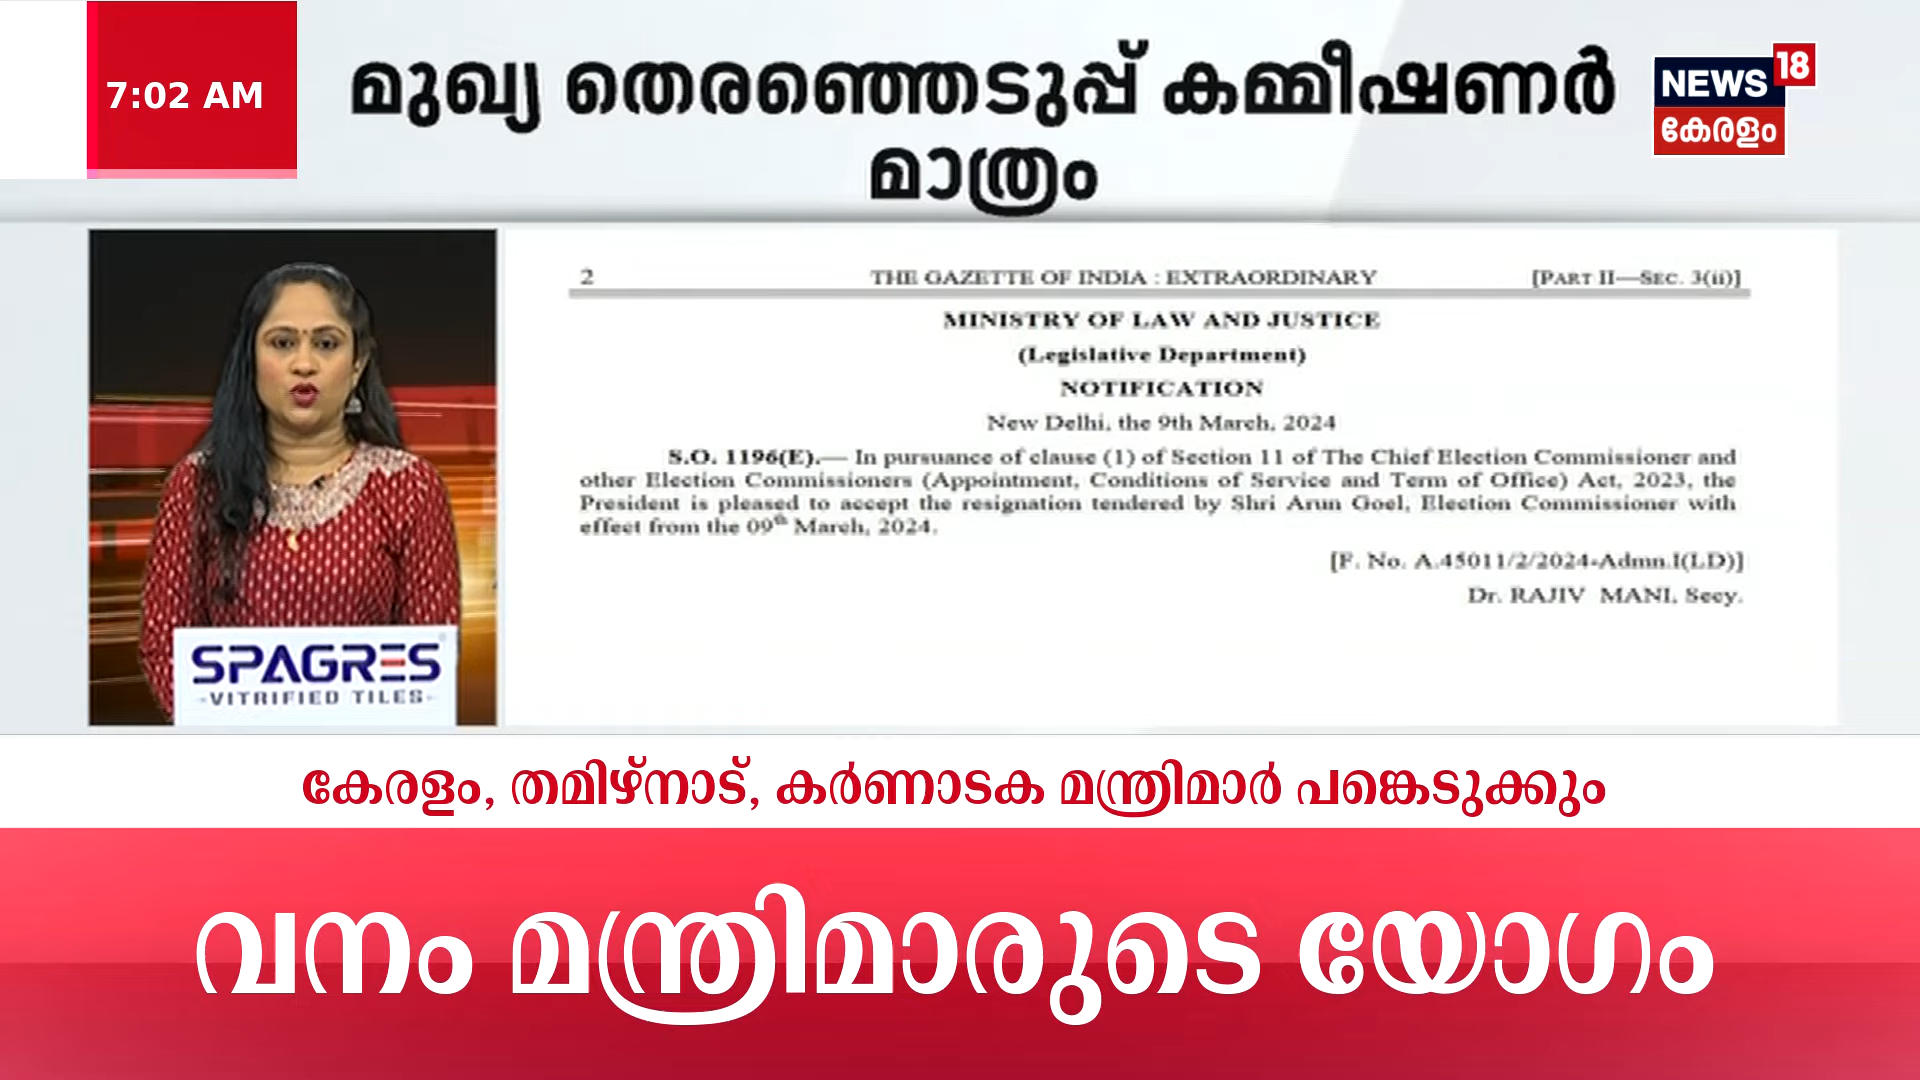 7:02 AM
മുഖ്യ തെരഞ്ഞെടുപ്പ് കമ്മീഷണർ
മാത്രം
NEWS 18
കേരളം
2 THE GAZETTE OF INDIA : EXTRAORDINARY [PART II—SEC. 3(ii)]
MINISTRY OF LAW AND JUSTICE
(Legislative Department)
NOTIFICATION
New Delhi, the 9th March, 2024
S.O. 1196(E).— In pursuance of clause (1) of Section 11 of The Chief Election Commissioner and
other Election Commissioners (Appointment, Conditions of Service and Term of Office) Act, 2023, the
President is pleased to accept the resignation tendered by Shri Arun Goel, Election Commissioner with
effect from the 09th March, 2024.
[F. No. A.45011/2/2024-Admn.I(LD)]
Dr. RAJIV MANI, Secy.
SPAGRES
-VITRIFIED TILES-
കേരളം, തമിഴ്നാട്, കർണാടക മന്ത്രിമാർ പങ്കെടുക്കും
വനം മന്ത്രിമാരുടെ യോഗം